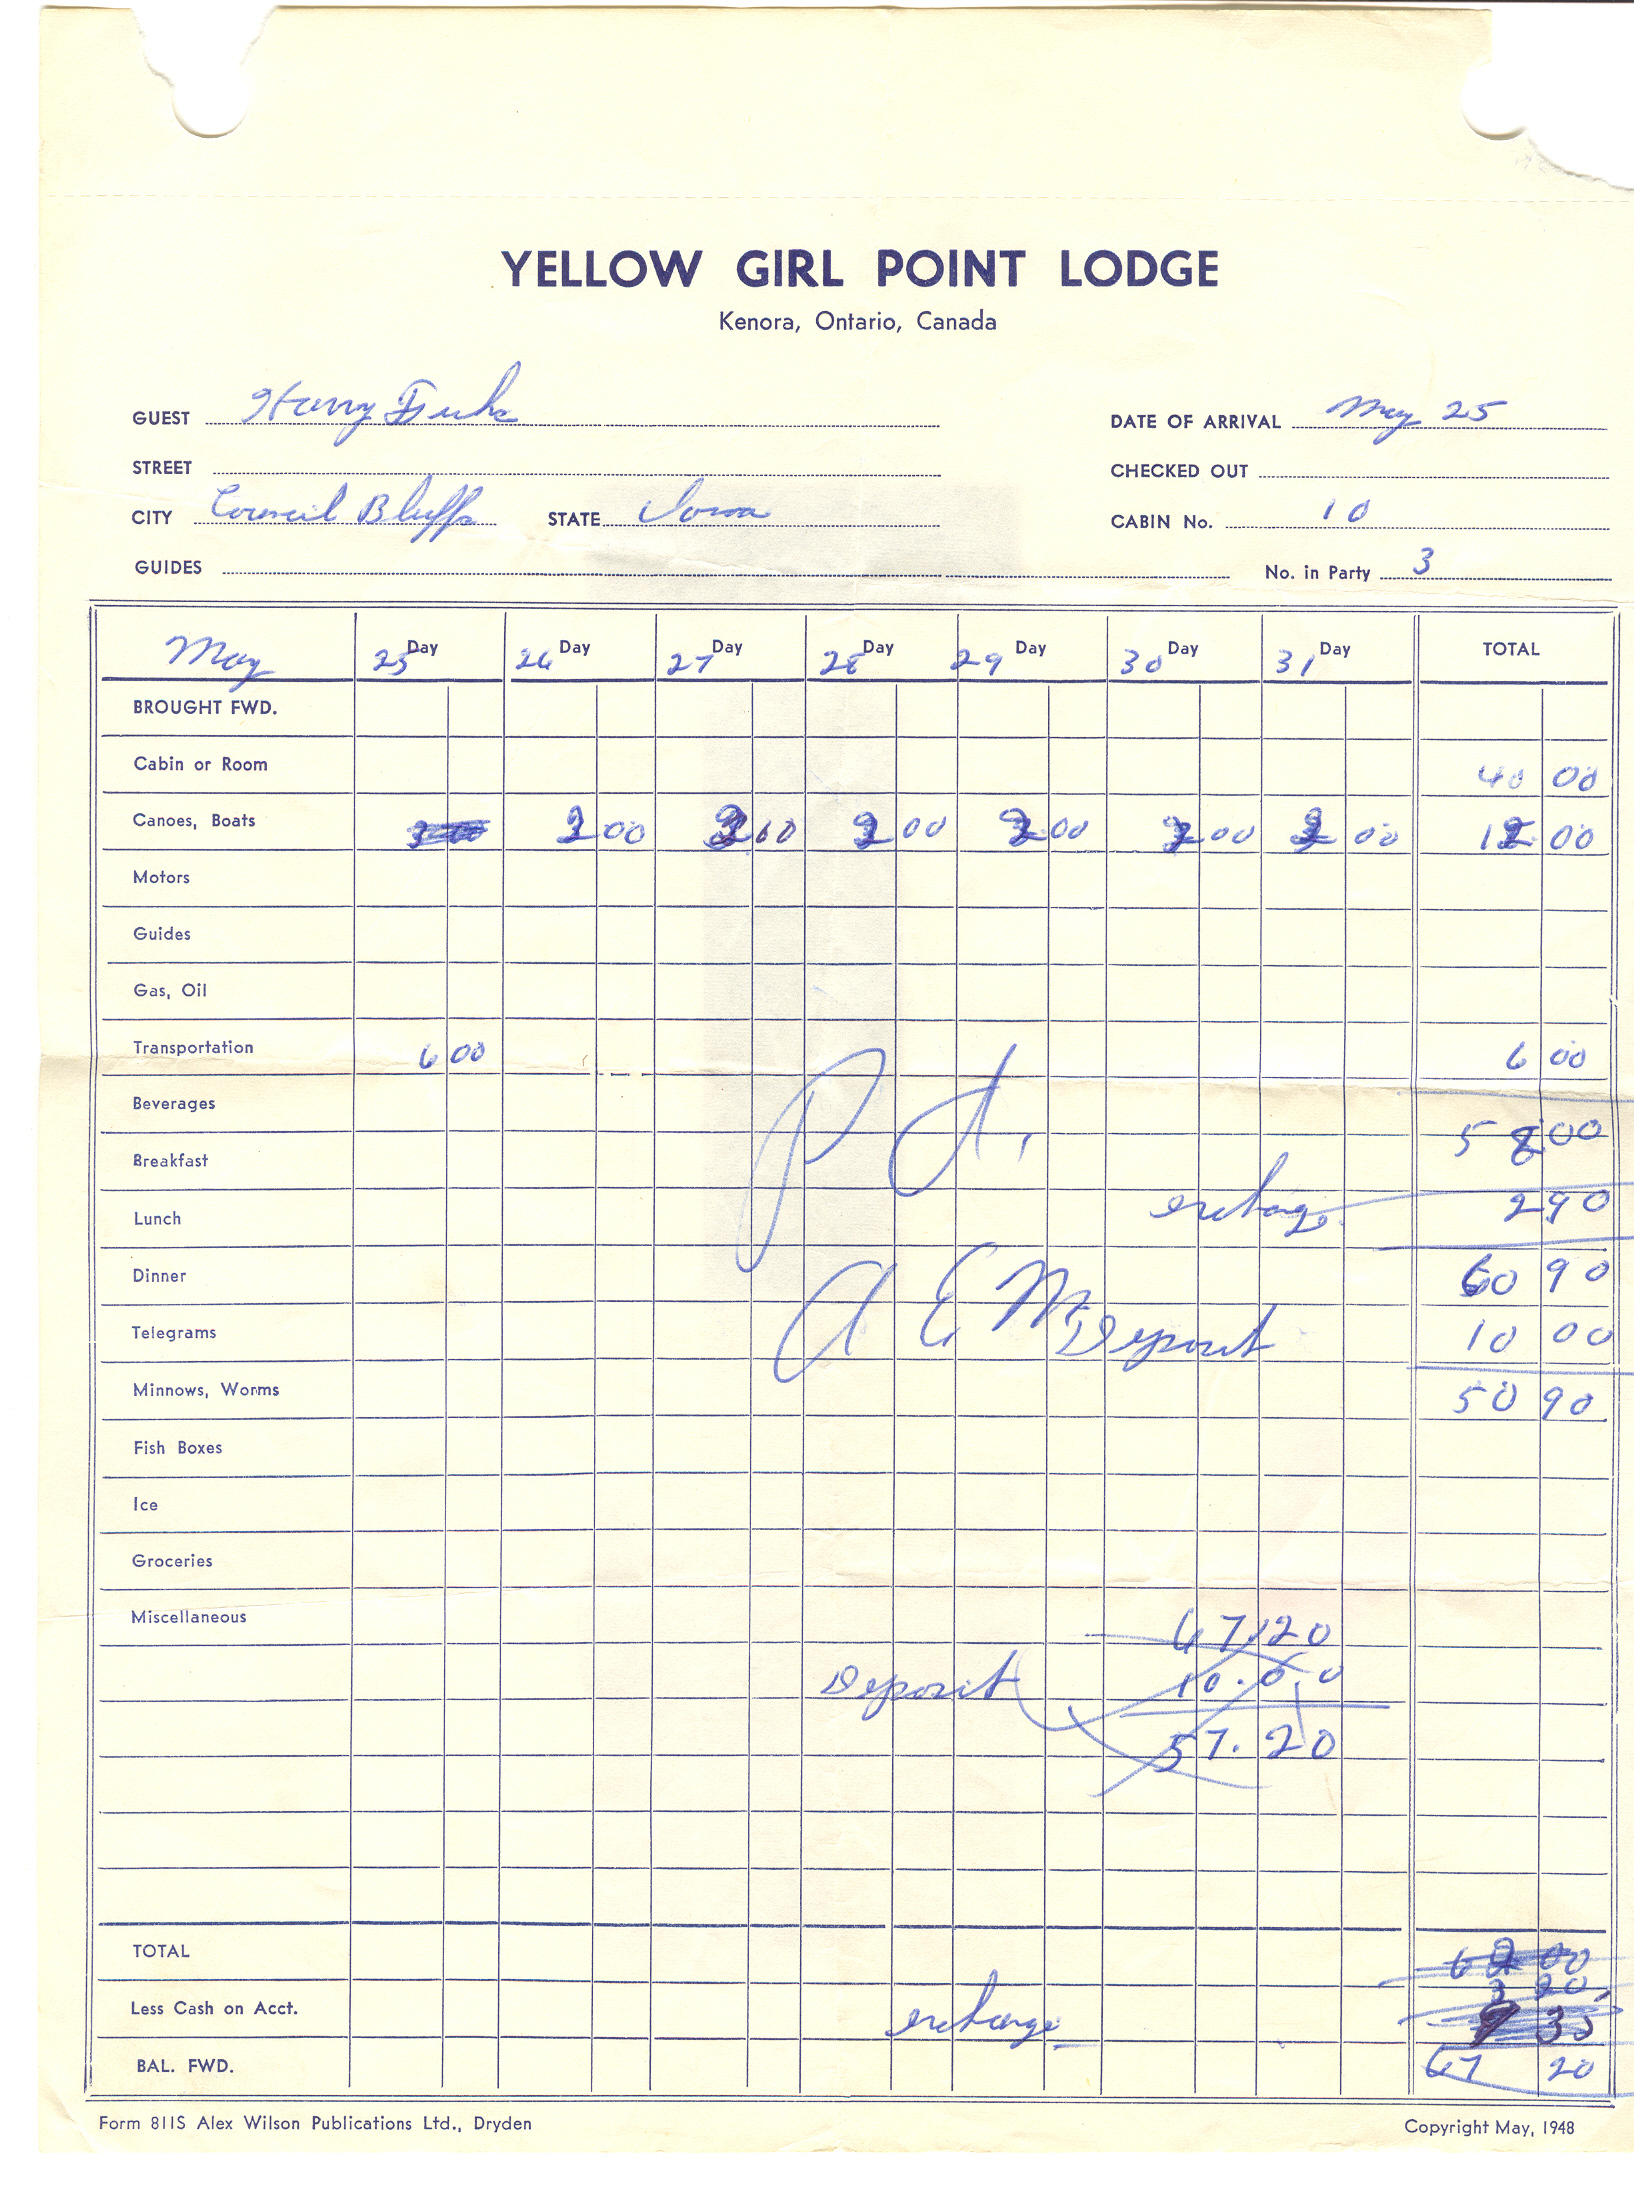 YELLOW GIRL POINT LODGE
Kenora, Ontario, Canada
GUEST Harry
DATE OF ARRIVAL May 25
STREET
CHECKED OUT
CITY Council Bluffs STATE Iowa
CABIN No. 10
GUIDES
No. in Party 3
May 25 Day 26 Day 27 Day 28 Day 29 Day 30 Day 31 Day TOTAL
BROUGHT FWD.
Cabin or Room 40 00
Canoes, Boats 2 00 2 00 2 00 2 00 2 00 2 00 12 00
Motors
Guides
Gas, Oil
Transportation 6 00 6 00
Beverages
58 00
Breakfast
Lunch exchange 2 90
Dinner 60 90
Telegrams Deposit 10 00
Pd.
A E M
Minnows, Worms 50 90
Fish Boxes
Ice
Groceries
Miscellaneous 67.20
Deposit 10.00
57.20
TOTAL 00
3 20
Less Cash on Acct. exchange 35
BAL. FWD. 67 20
Form 811S Alex Wilson Publications Ltd., Dryden
Copyright May, 1948